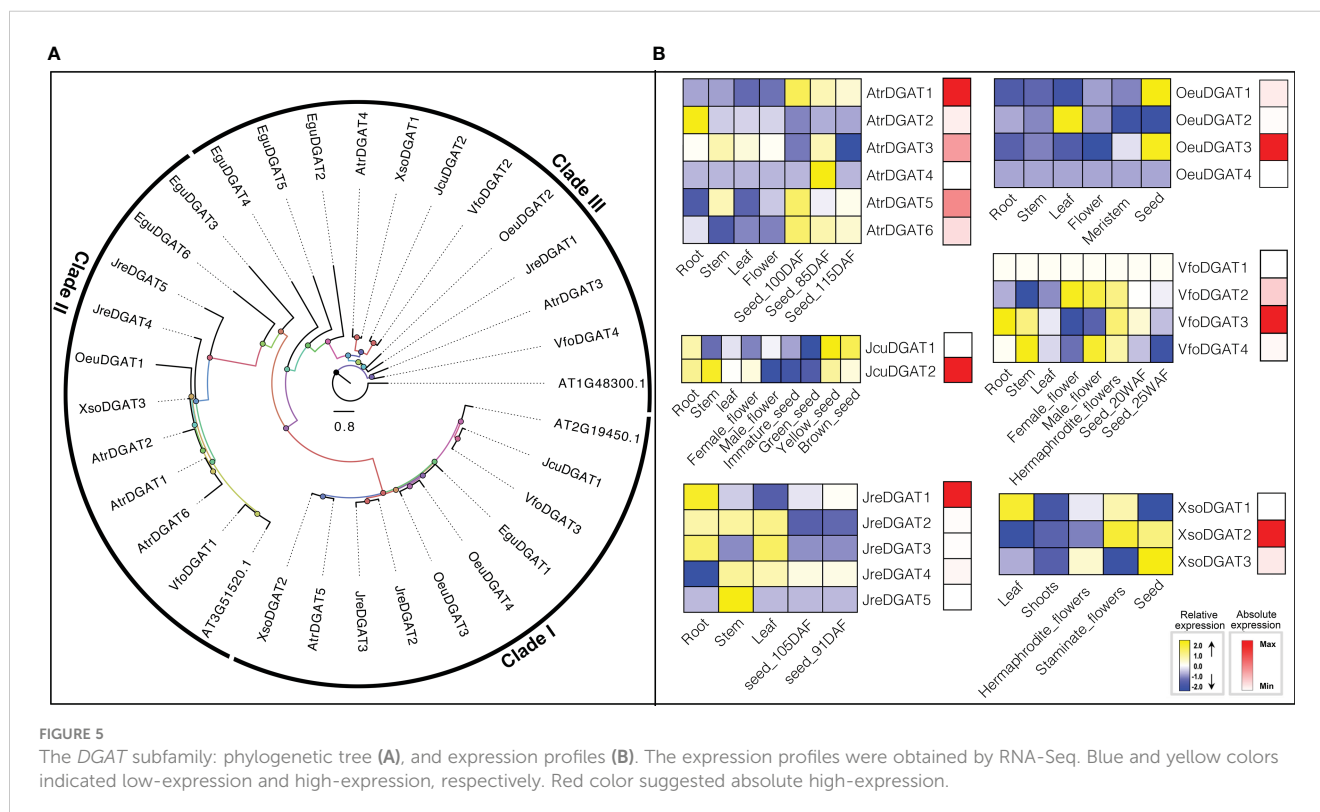 A
B
EguDGAT2
AtrDGAT4
XsoDGAT1
JcuDGAT2
VfoDGAT2
OeuDGAT2
JreDGAT1
AtrDGAT3
VfoDGAT4
AT1G48300.1
AT2G19450.1
JcuDGAT1
VfoDGAT3
EguDGAT1
OeuDGAT4
OeuDGAT3
JreDGAT2
JreDGAT3
AtrDGAT5
XsoDGAT2
AT3G51520.1
VfoDGAT1
AtrDGAT6
AtrDGAT1
AtrDGAT2
XsoDGAT3
OeuDGAT1
JreDGAT4
JreDGAT5
EguDGAT6
EguDGAT3
EguDGAT4
EguDGAT5
Clade III
Clade II
Clade I
0.8
AtrDGAT1
AtrDGAT2
AtrDGAT3
AtrDGAT4
AtrDGAT5
AtrDGAT6
Root
Stem
Leaf
Flower
Seed_100DAF
Seed_85DAF
Seed_115DAF
OeuDGAT1
OeuDGAT2
OeuDGAT3
OeuDGAT4
Root
Stem
Leaf
Flower
Meristem
Seed
JcuDGAT1
JcuDGAT2
Root
Stem
leaf
Female_flower
Male_flower
Immature_seed
Green_seed
Yellow_seed
Brown_seed
VfoDGAT1
VfoDGAT2
VfoDGAT3
VfoDGAT4
Root
Stem
Leaf
Female_flower
Male_flower
Hermaphrodite_flowers
Seed_20WAF
Seed_25WAF
JreDGAT1
JreDGAT2
JreDGAT3
JreDGAT4
JreDGAT5
Root
Stem
Leaf
seed_105DAF
seed_91DAF
XsoDGAT1
XsoDGAT2
XsoDGAT3
Leaf
Shoots
Hermaphrodite_flowers
Staminate_flowers
Seed
Relative
expression
2.0
1.0
0.0
-1.0
-2.0
Absolute
expression
Max
Min
FIGURE 5
The DGAT subfamily: phylogenetic tree (A), and expression profiles (B). The expression profiles were obtained by RNA-Seq. Blue and yellow colors
indicated low-expression and high-expression, respectively. Red color suggested absolute high-expression.